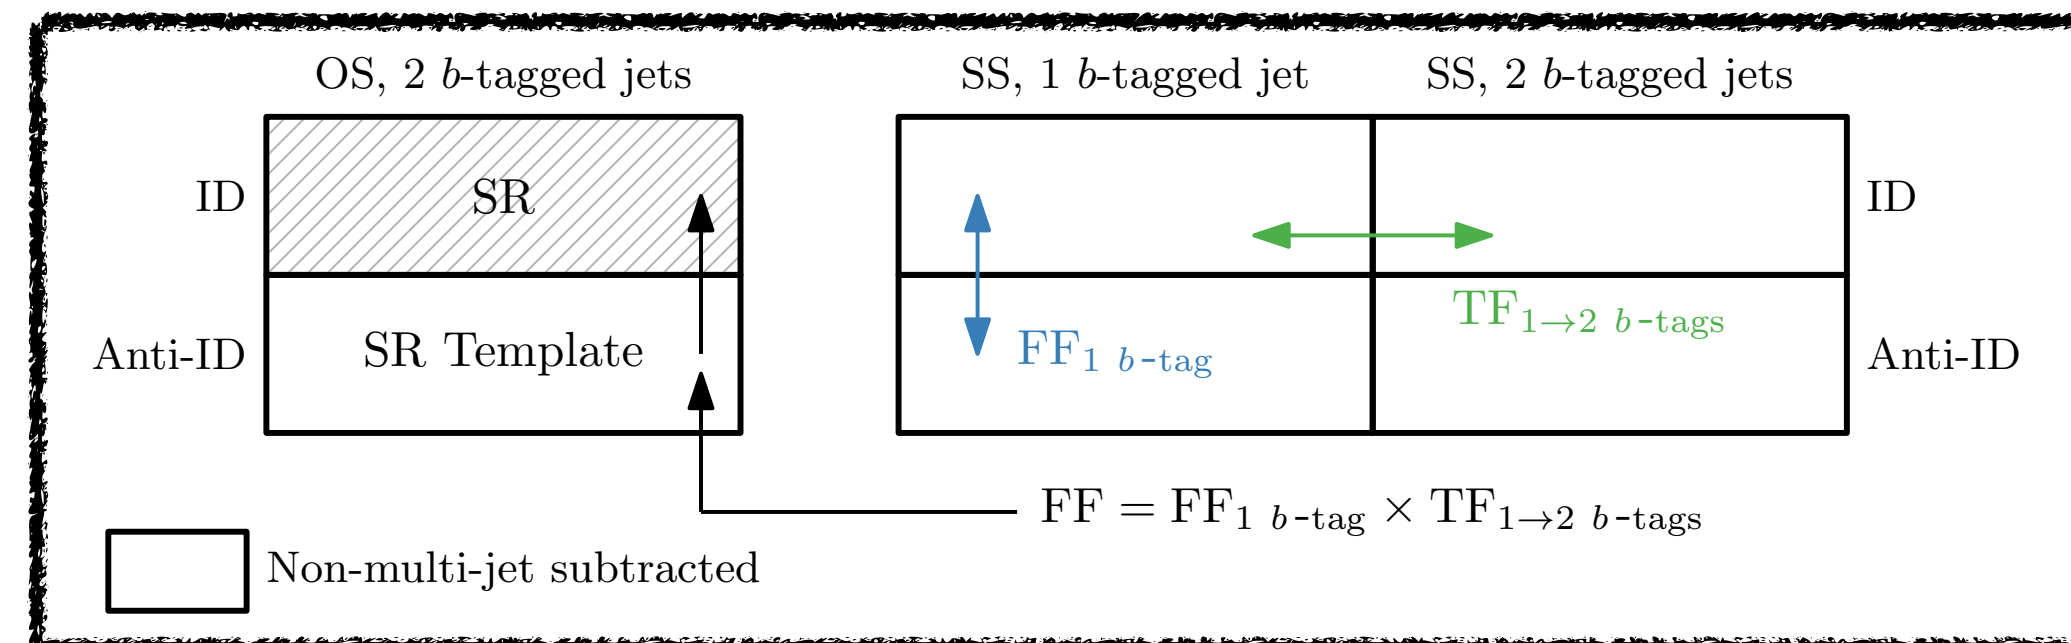 OS, 2 b-tagged jets SS, 1 b-tagged jet SS, 2 b-tagged jets
ID SR ID
Anti-ID SR Template FF1 b-tag TF1→2 b-tags Anti-ID
FF = FF1 b-tag × TF1→2 b-tags
Non-multi-jet subtracted